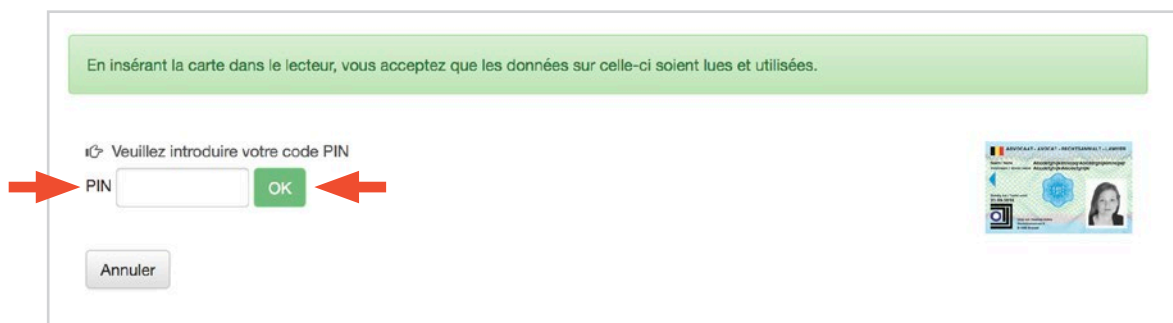 En insérant la carte dans le lecteur, vous acceptez que les données sur celle-ci soient lues et utilisées.
Veuillez introduire votre code PIN
PIN
OK
Annuler
ADVOCAAT - AVOCAT - RECHTSANWALT - LAWYER